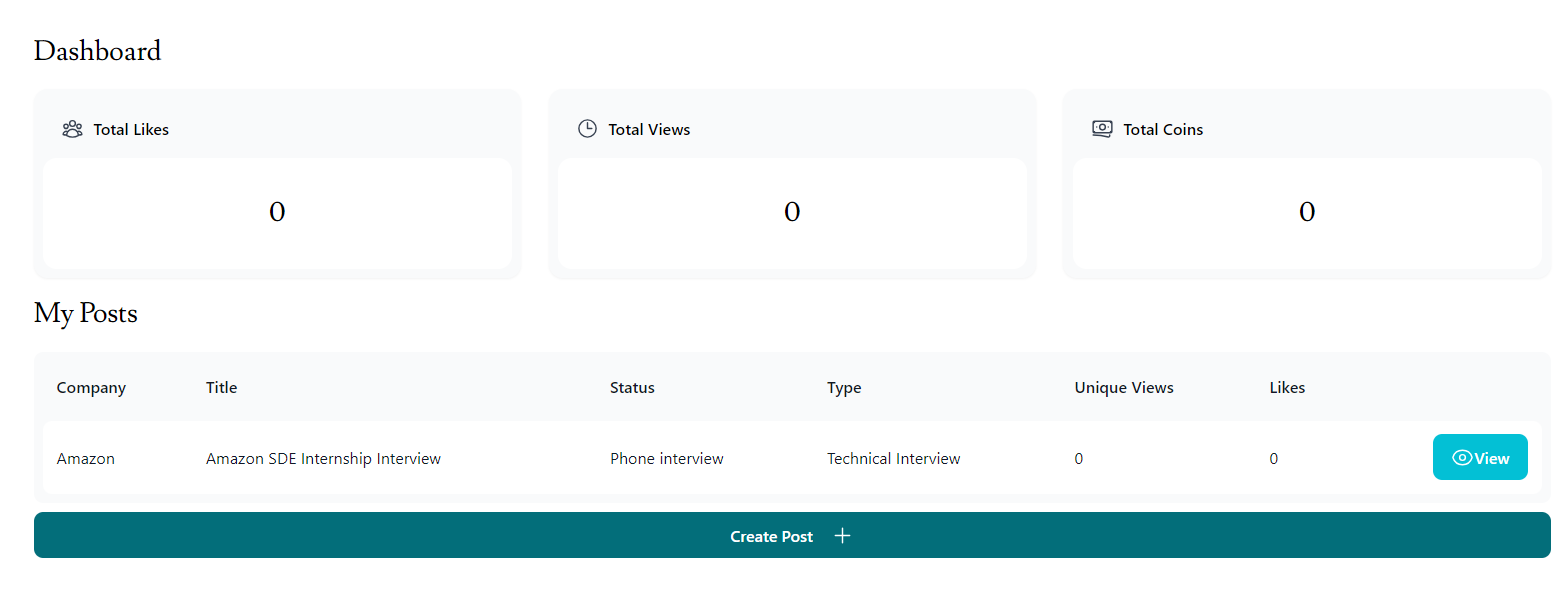 Dashboard
Total Likes Total Views Total Coins
0 0 0
My Posts
Company Title Status Type Unique Views Likes
Amazon Amazon SDE Internship Interview Phone interview Technical Interview 0 0 View
Create Post +